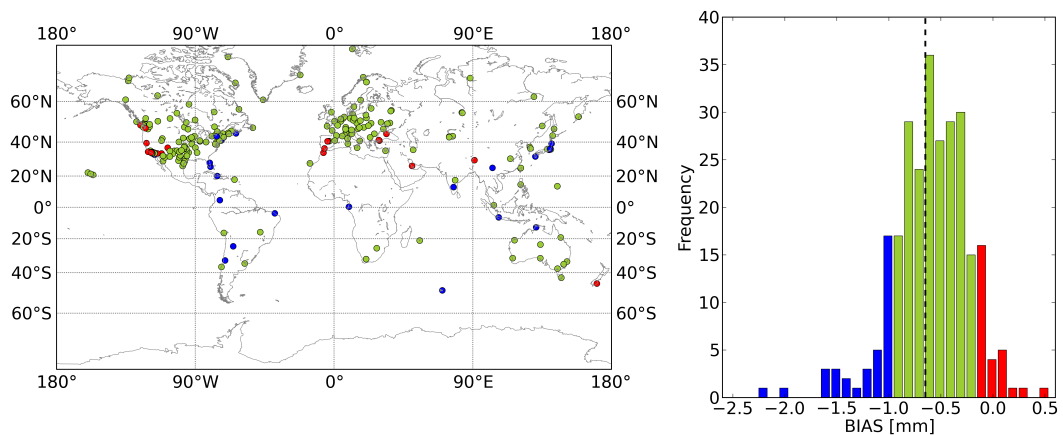 180° 90°W 0° 90°E 180°
60°N 60°N
40°N 40°N
20°N 20°N
0° 0°
20°S 20°S
40°S 40°S
60°S 60°S
180° 90°W 0° 90°E 180°
40
35
30
25
20
15
10
5
0
Frequency
−2.5 −2.0 −1.5 −1.0 −0.5 0.0 0.5
BIAS [mm]